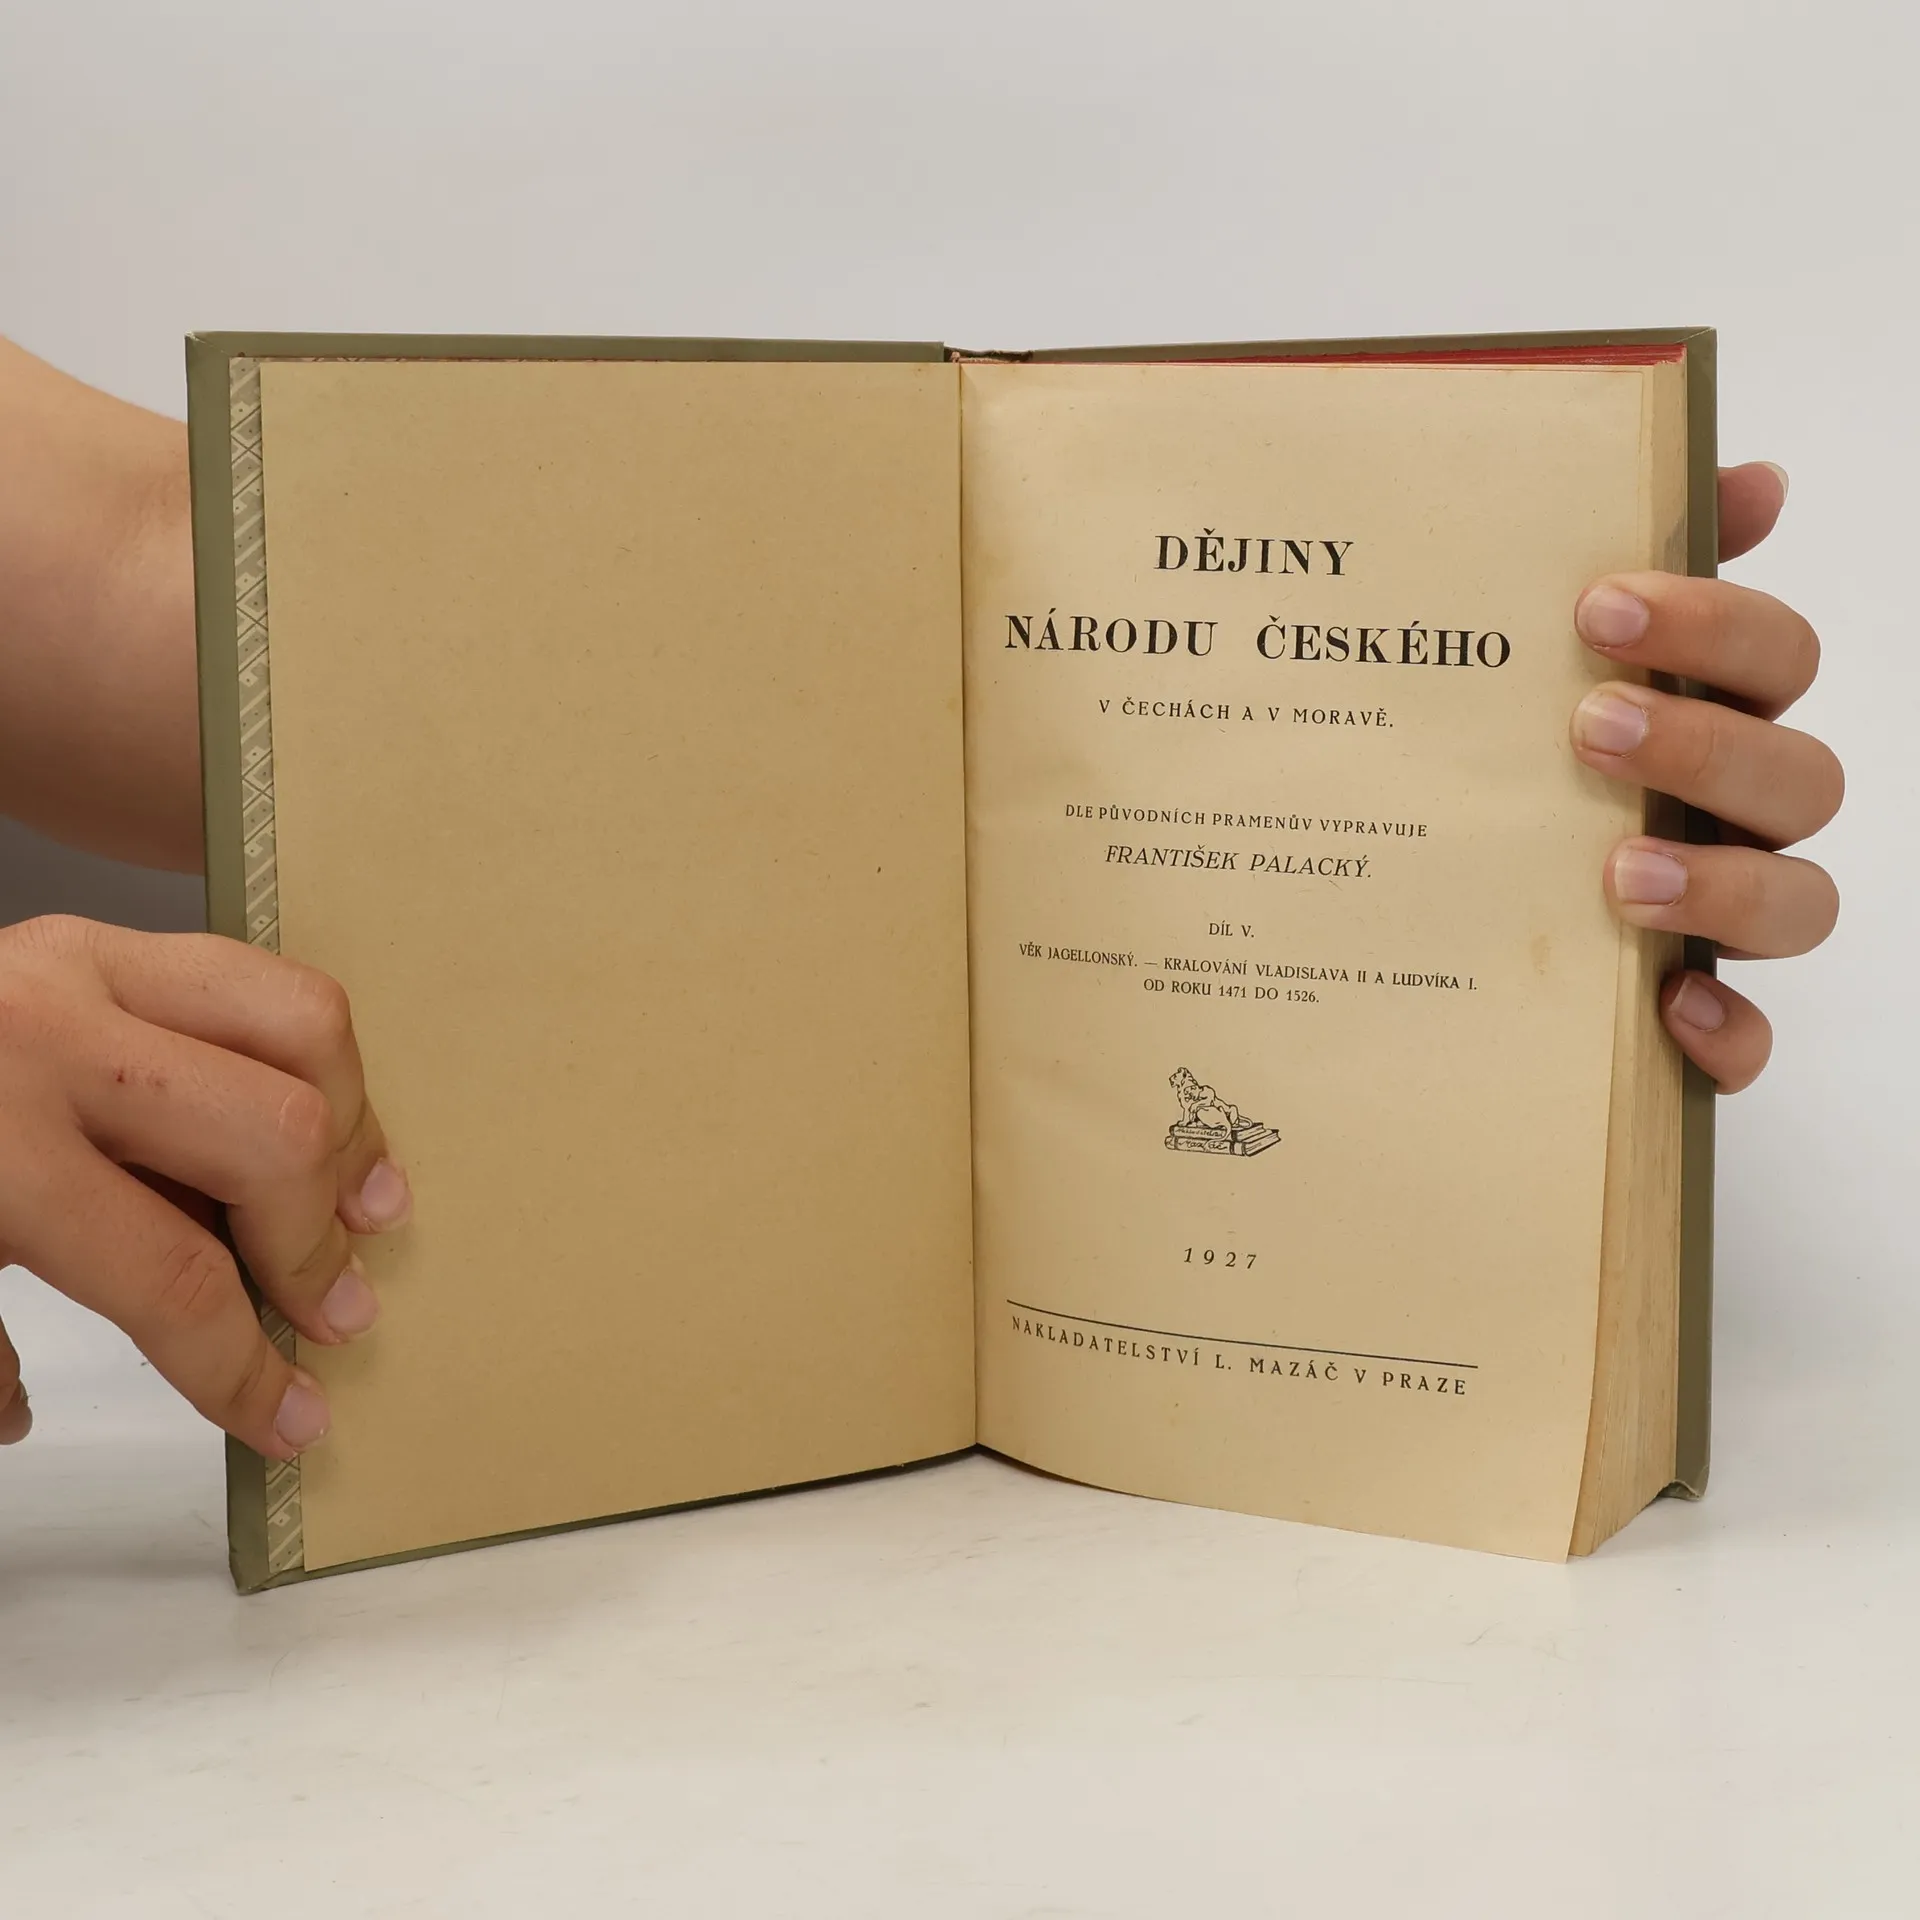 DĚJINY
NÁRODU ČESKÉHO
V ČECHÁCH A V MORAVĚ.
DLE PŮVODNÍCH PRAMENŮV VYPRAVUJE
FRANTIŠEK PALACKÝ.
DÍL V.
VĚK JAGELLONSKÝ. — KRALOVÁNÍ VLADISLAVA II A LUDVÍKA I.
OD ROKU 1471 DO 1526.
1927
NAKLADATELSTVÍ L. MAZÁČ V PRAZE